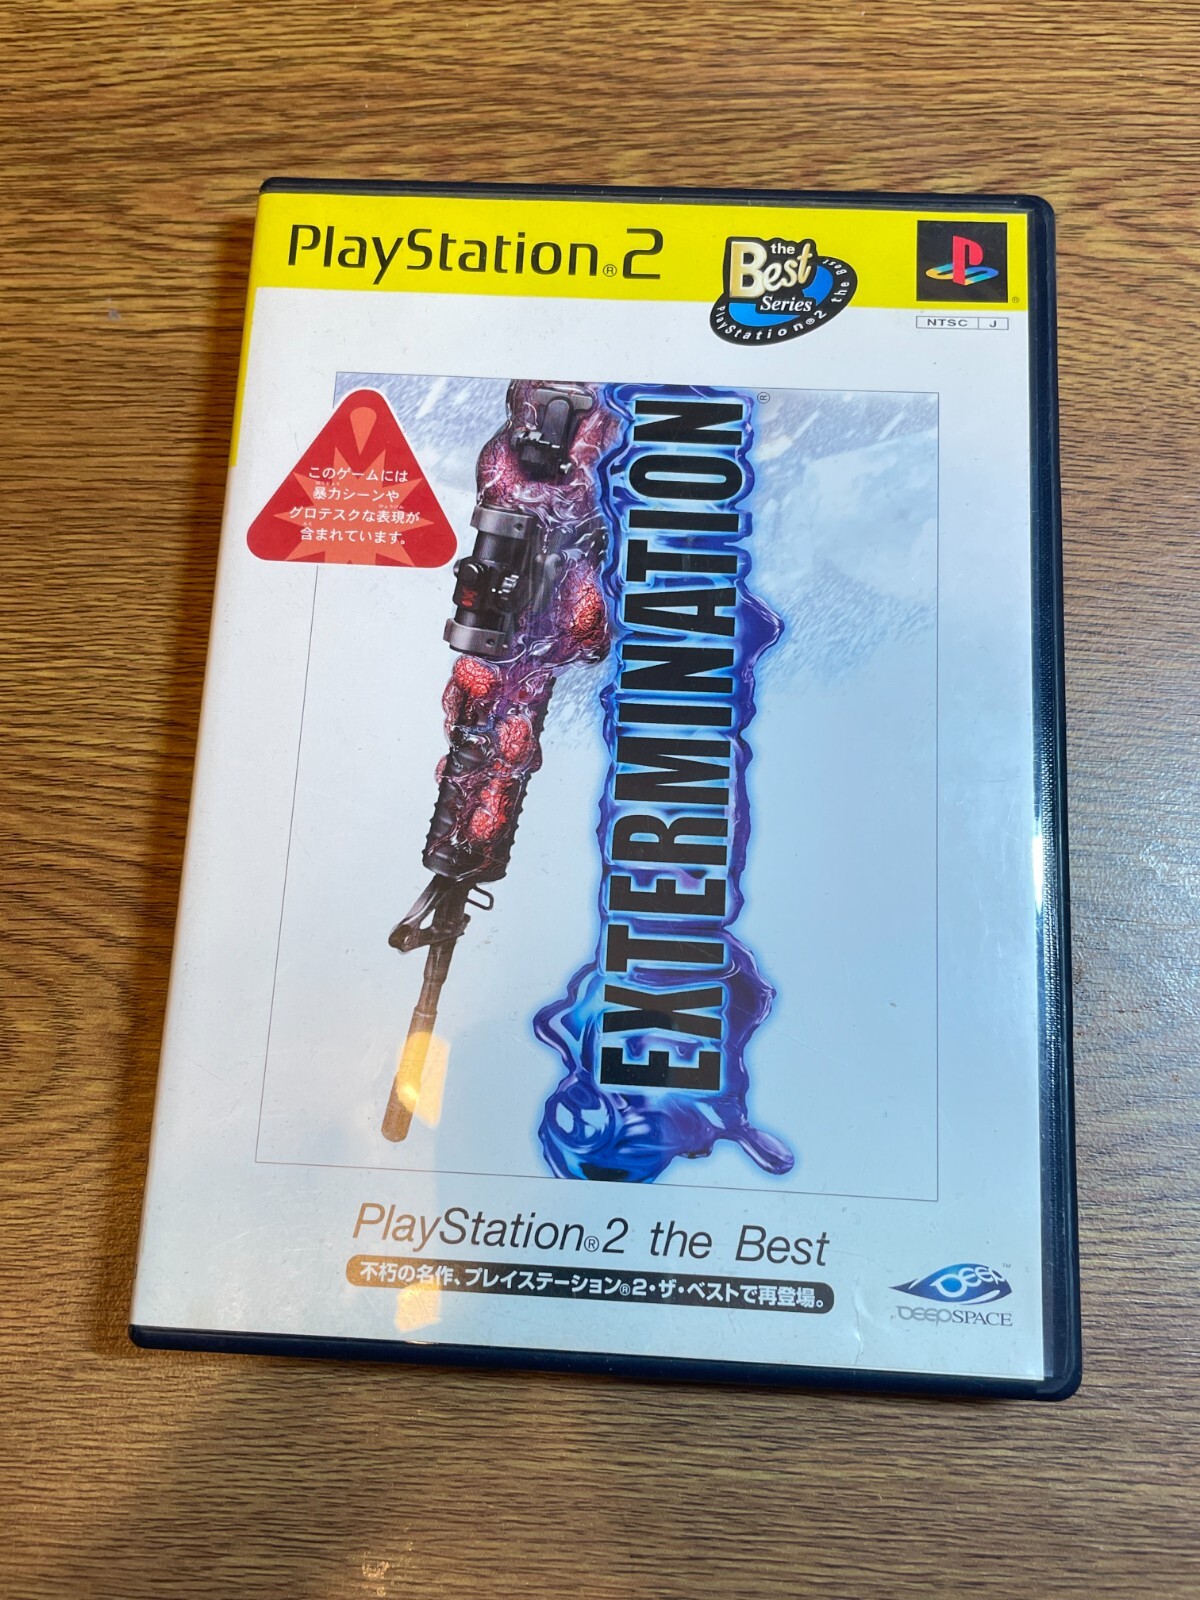 PlayStation®2
the
Best
Series
PlayStation®2 the Best
NTSC J
®
このゲームには
暴力シーンや
グロテスクな表現が
含まれています。
EXTERMINATION®
PlayStation®2 the Best
不朽の名作、プレイステーション®2・ザ・ベストで再登場。
DEEP™
DEEPSPACE